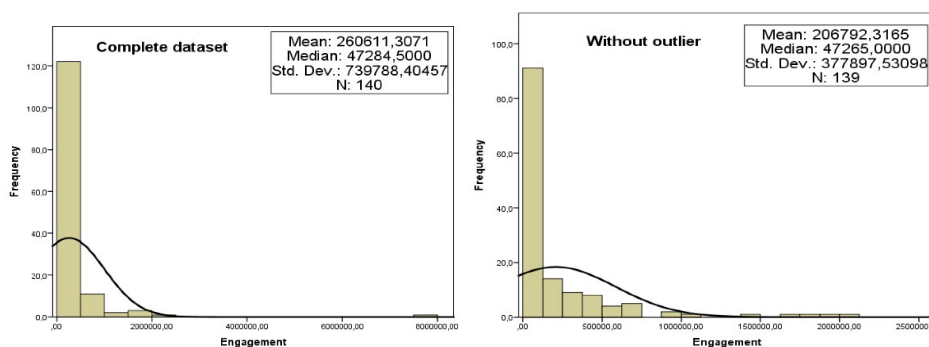 Complete dataset
Mean: 260611,3071
Median: 47284,5000
Std. Dev.: 739788,40457
N: 140
120,0
100,0
80,0
60,0
40,0
20,0
,0
Frequency
,00
2000000,00
4000000,00
6000000,00
8000000,00
Engagement
Without outlier
Mean: 206792,3165
Median: 47265,0000
Std. Dev.: 377897,53098
N: 139
100,0
80,0
60,0
40,0
20,0
,0
Frequency
,00
500000,00
1000000,00
1500000,00
2000000,00
2500000
Engagement